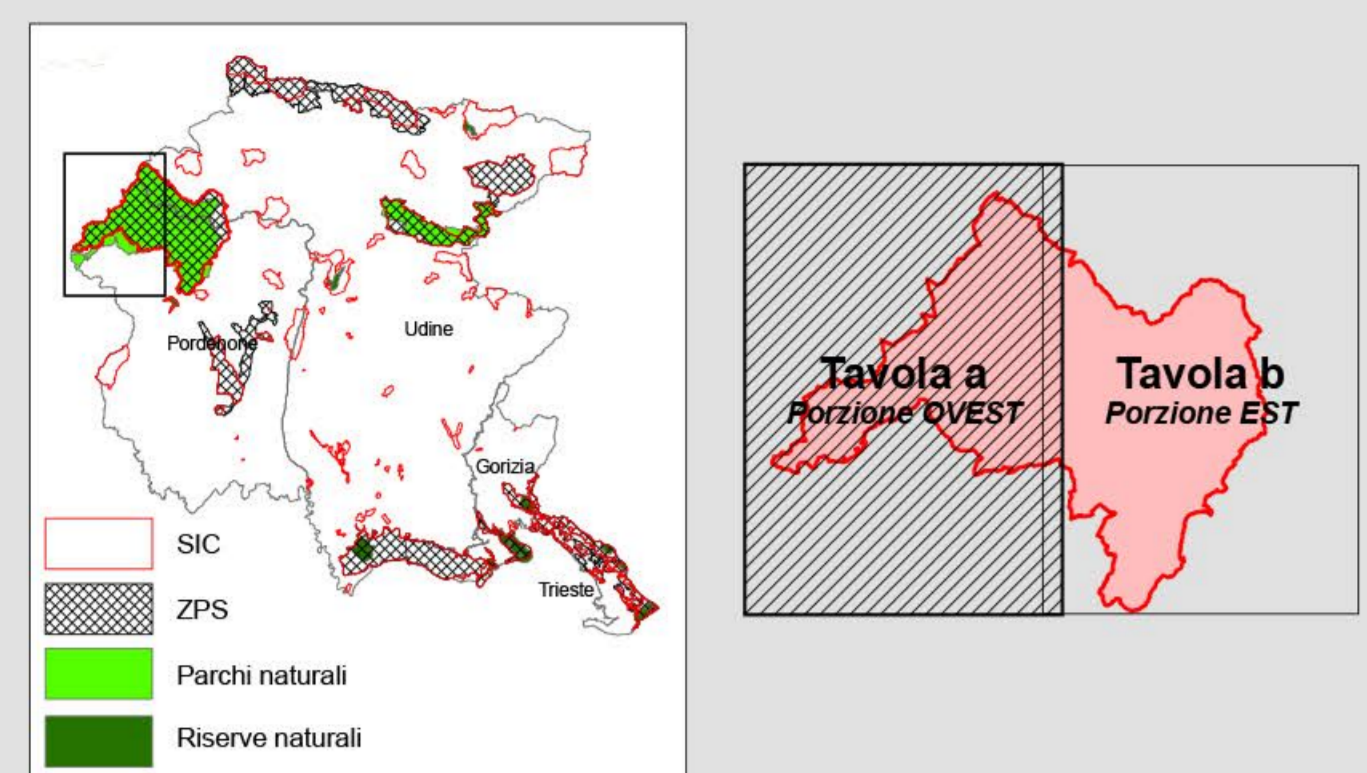 Pordenone
Udine
Gorizia
Trieste
SIC
ZPS
Parchi naturali
Riserve naturali
Tavola a
Porzione OVEST
Tavola b
Porzione EST